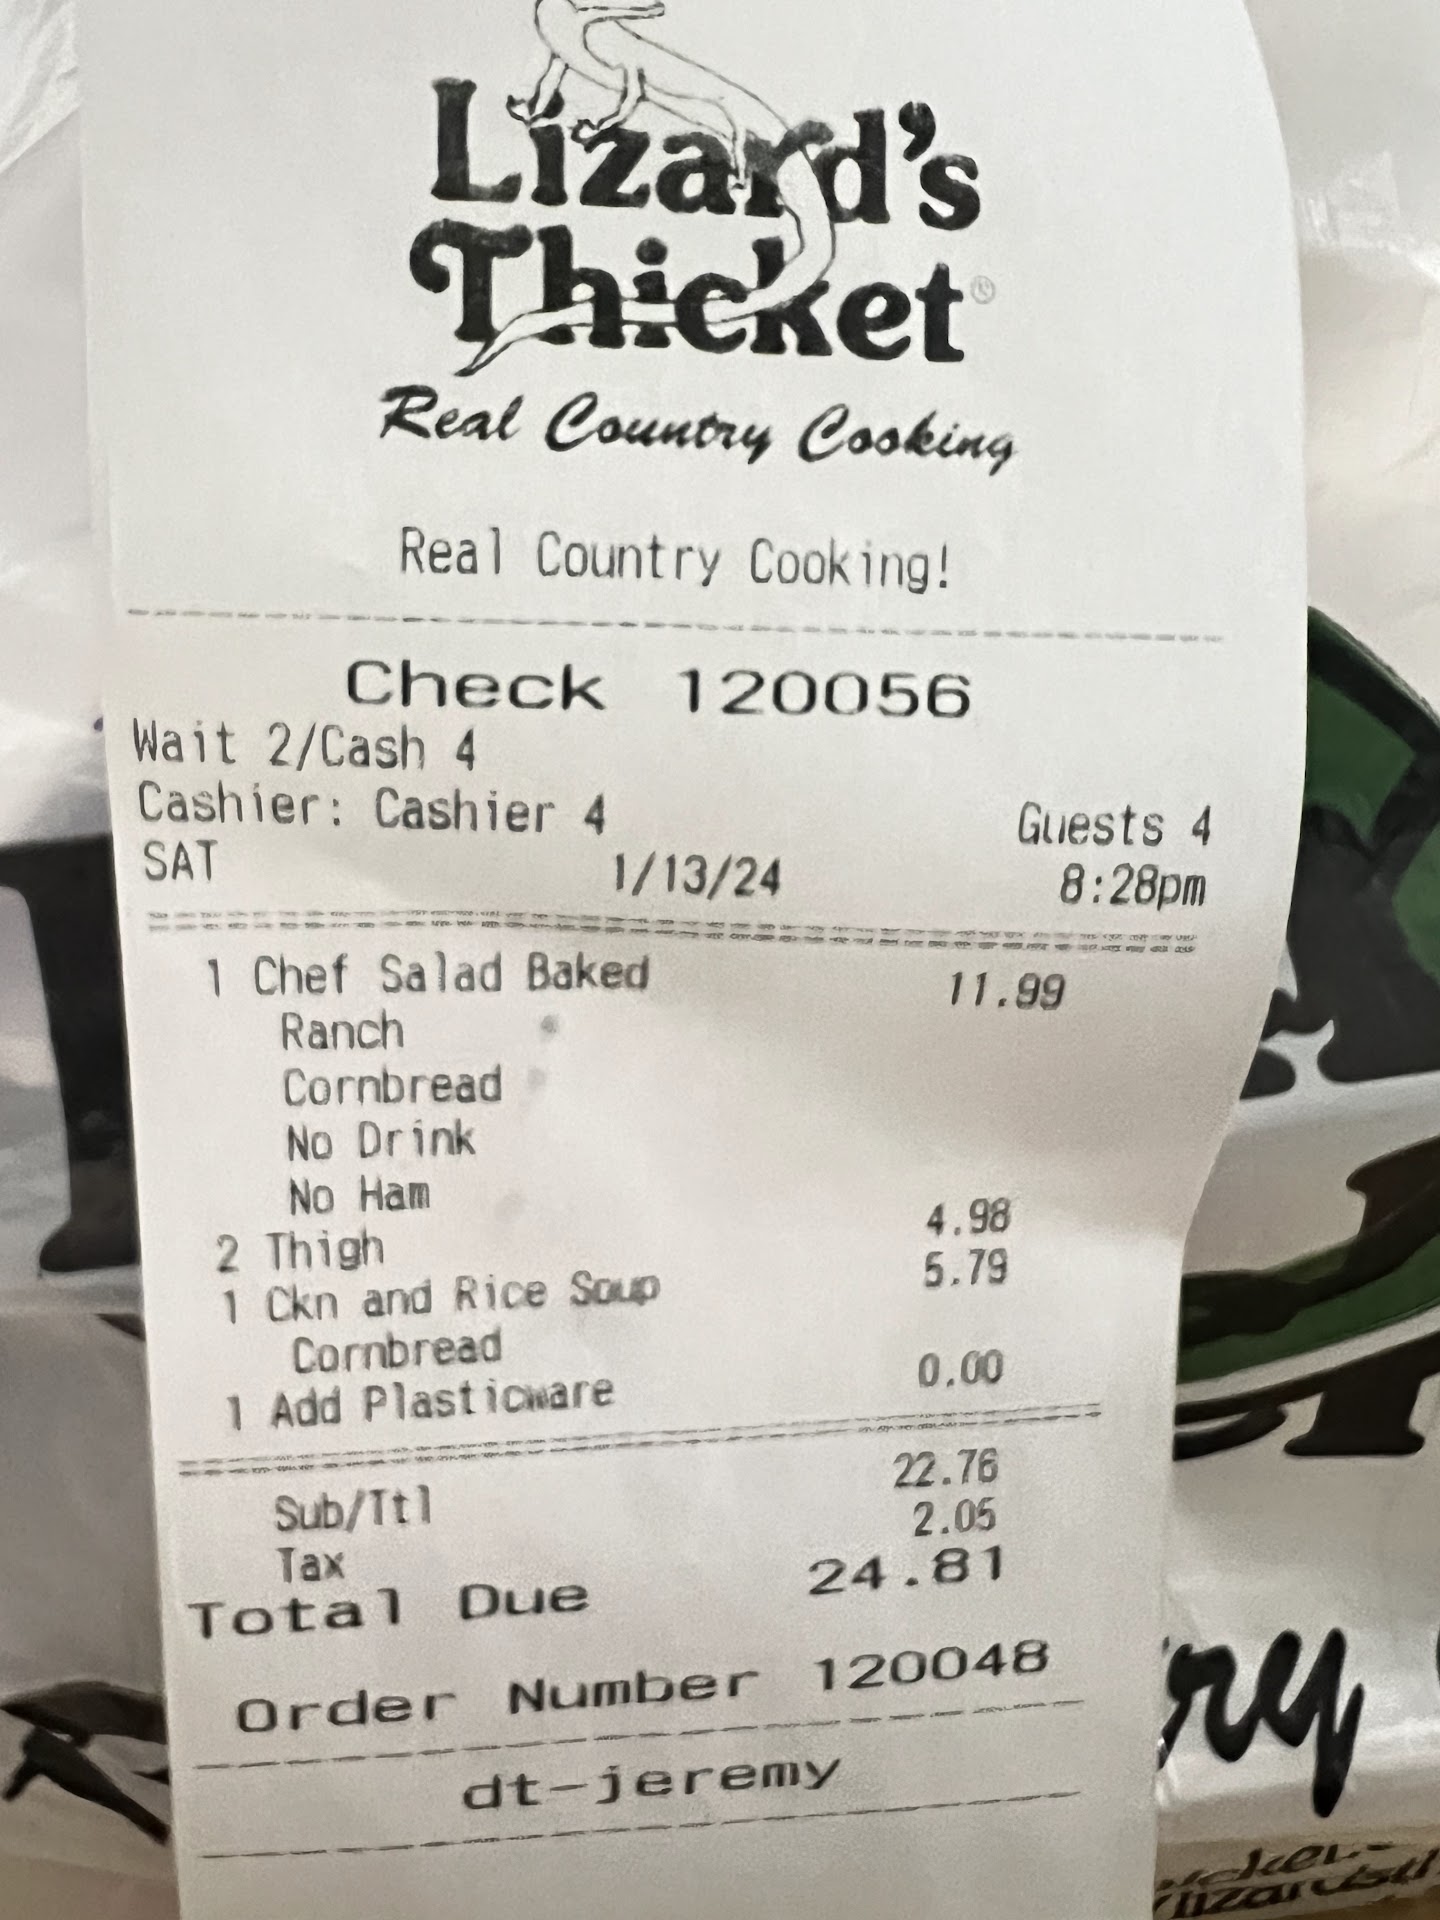 Lizard's
Thicket®
Real Country Cooking
Real Country Cooking!
Check 120056
Wait 2/Cash 4
Cashier: Cashier 4 Guests 4
SAT 1/13/24 8:28pm
1 Chef Salad Baked 11.99
Ranch
Cornbread
No Drink
No Ham
2 Thigh 4.98
1 Ckn and Rice Soup 5.79
Cornbread
1 Add Plasticware 0.00
Sub/Ttl 22.76
Tax 2.05
Total Due 24.81
Order Number 120048
dt-jeremy